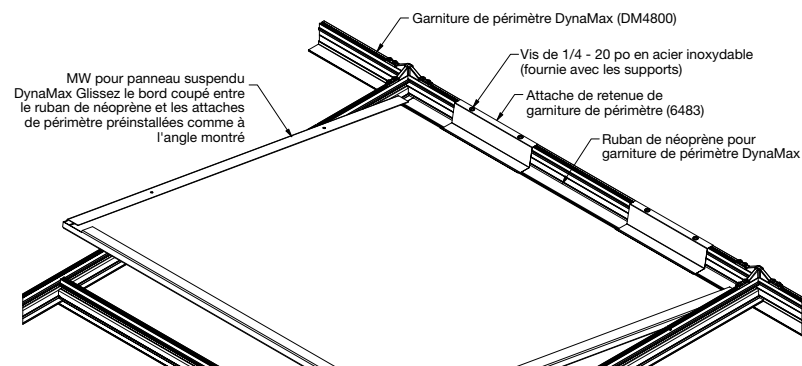 Garniture de périmètre DynaMax (DM4800)
Vis de 1/4 - 20 po en acier inoxydable
(fournie avec les supports)
Attache de retenue de
garniture de périmètre (6483)
Ruban de néoprène pour
garniture de périmètre DynaMax
MW pour panneau suspendu
DynaMax Glissez le bord coupé entre
le ruban de néoprène et les attaches
de périmètre préinstallées comme à
l'angle montré